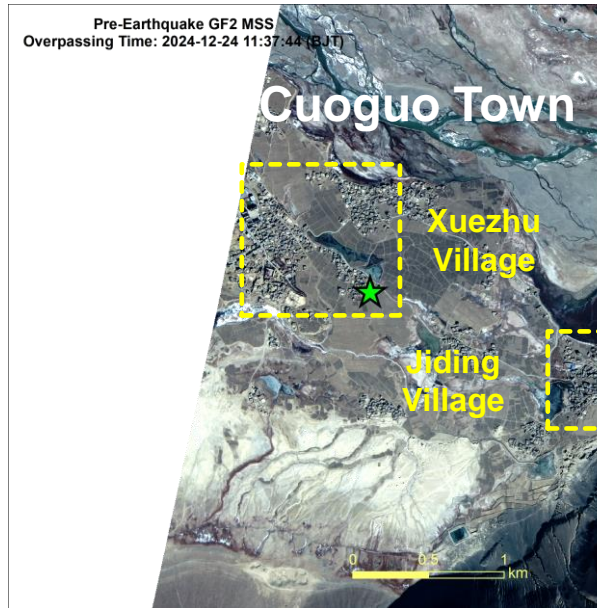 Pre-Earthquake GF2 MSS
Overpassing Time: 2024-12-24 11:37:44 (BJT)
Cuoguo Town
Xuezhu
Village
Jiding
Village
0 0.5 1
km